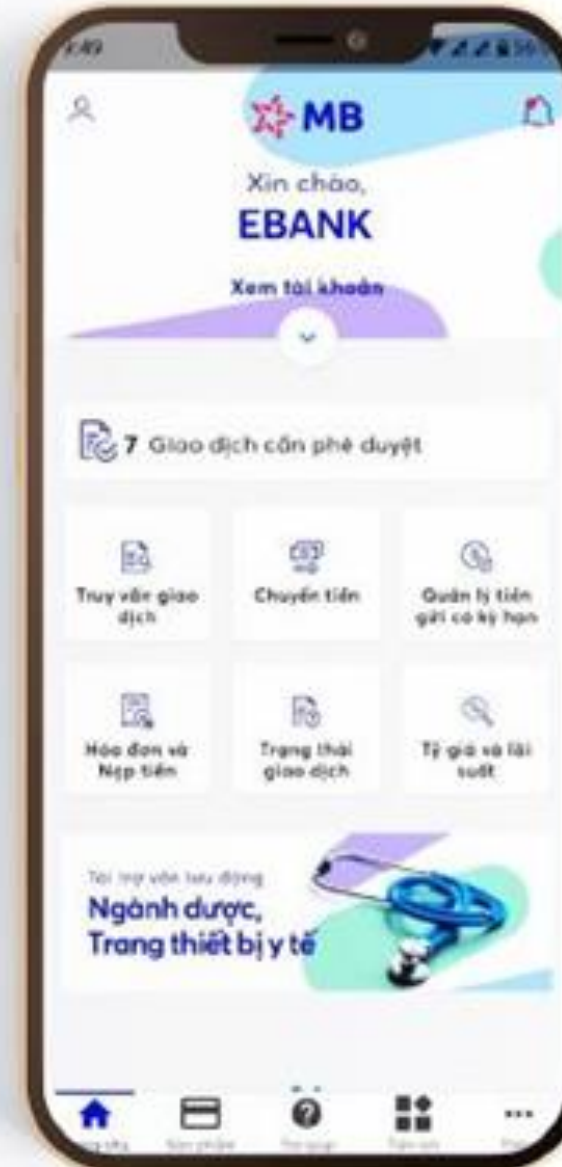 MB
Xin chào,
EBANK
Xem tài khoản
7 Giao dịch cần phê duyệt
Truy vấn giao
dịch
Chuyển tiền
Quản lý tiền
gửi có kỳ hạn
Hóa đơn và
Nạp tiền
Trạng thái
giao dịch
Tỷ giá và lãi
suất
Tài trợ vốn lưu động
Ngành dược,
Trang thiết bị y tế